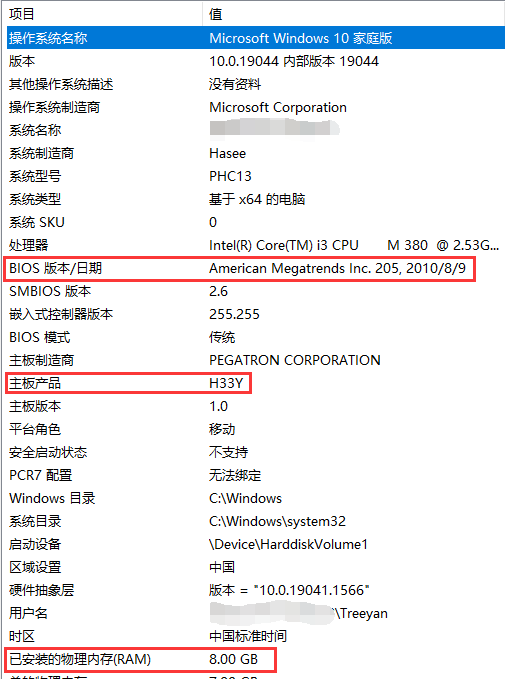 项目 值
操作系统名称 Microsoft Windows 10 家庭版
版本 10.0.19044 内部版本 19044
其他操作系统描述 没有资料
操作系统制造商 Microsoft Corporation
系统名称
系统制造商 Hasee
系统型号 PHC13
系统类型 基于 x64 的电脑
系统 SKU 0
处理器 Intel(R) Core(TM) i3 CPU M 380 @ 2.53G...
BIOS 版本/日期 American Megatrends Inc. 205, 2010/8/9
SMBIOS 版本 2.6
嵌入式控制器版本 255.255
BIOS 模式 传统
主板制造商 PEGATRON CORPORATION
主板产品 H33Y
主板版本 1.0
平台角色 移动
安全启动状态 不支持
PCR7 配置 无法绑定
Windows 目录 C:\Windows
系统目录 C:\Windows\system32
启动设备 \Device\HarddiskVolume1
区域设置 中国
硬件抽象层 版本 = "10.0.19041.1566"
用户名 \Treeyan
时区 中国标准时间
已安装的物理内存(RAM) 8.00 GB